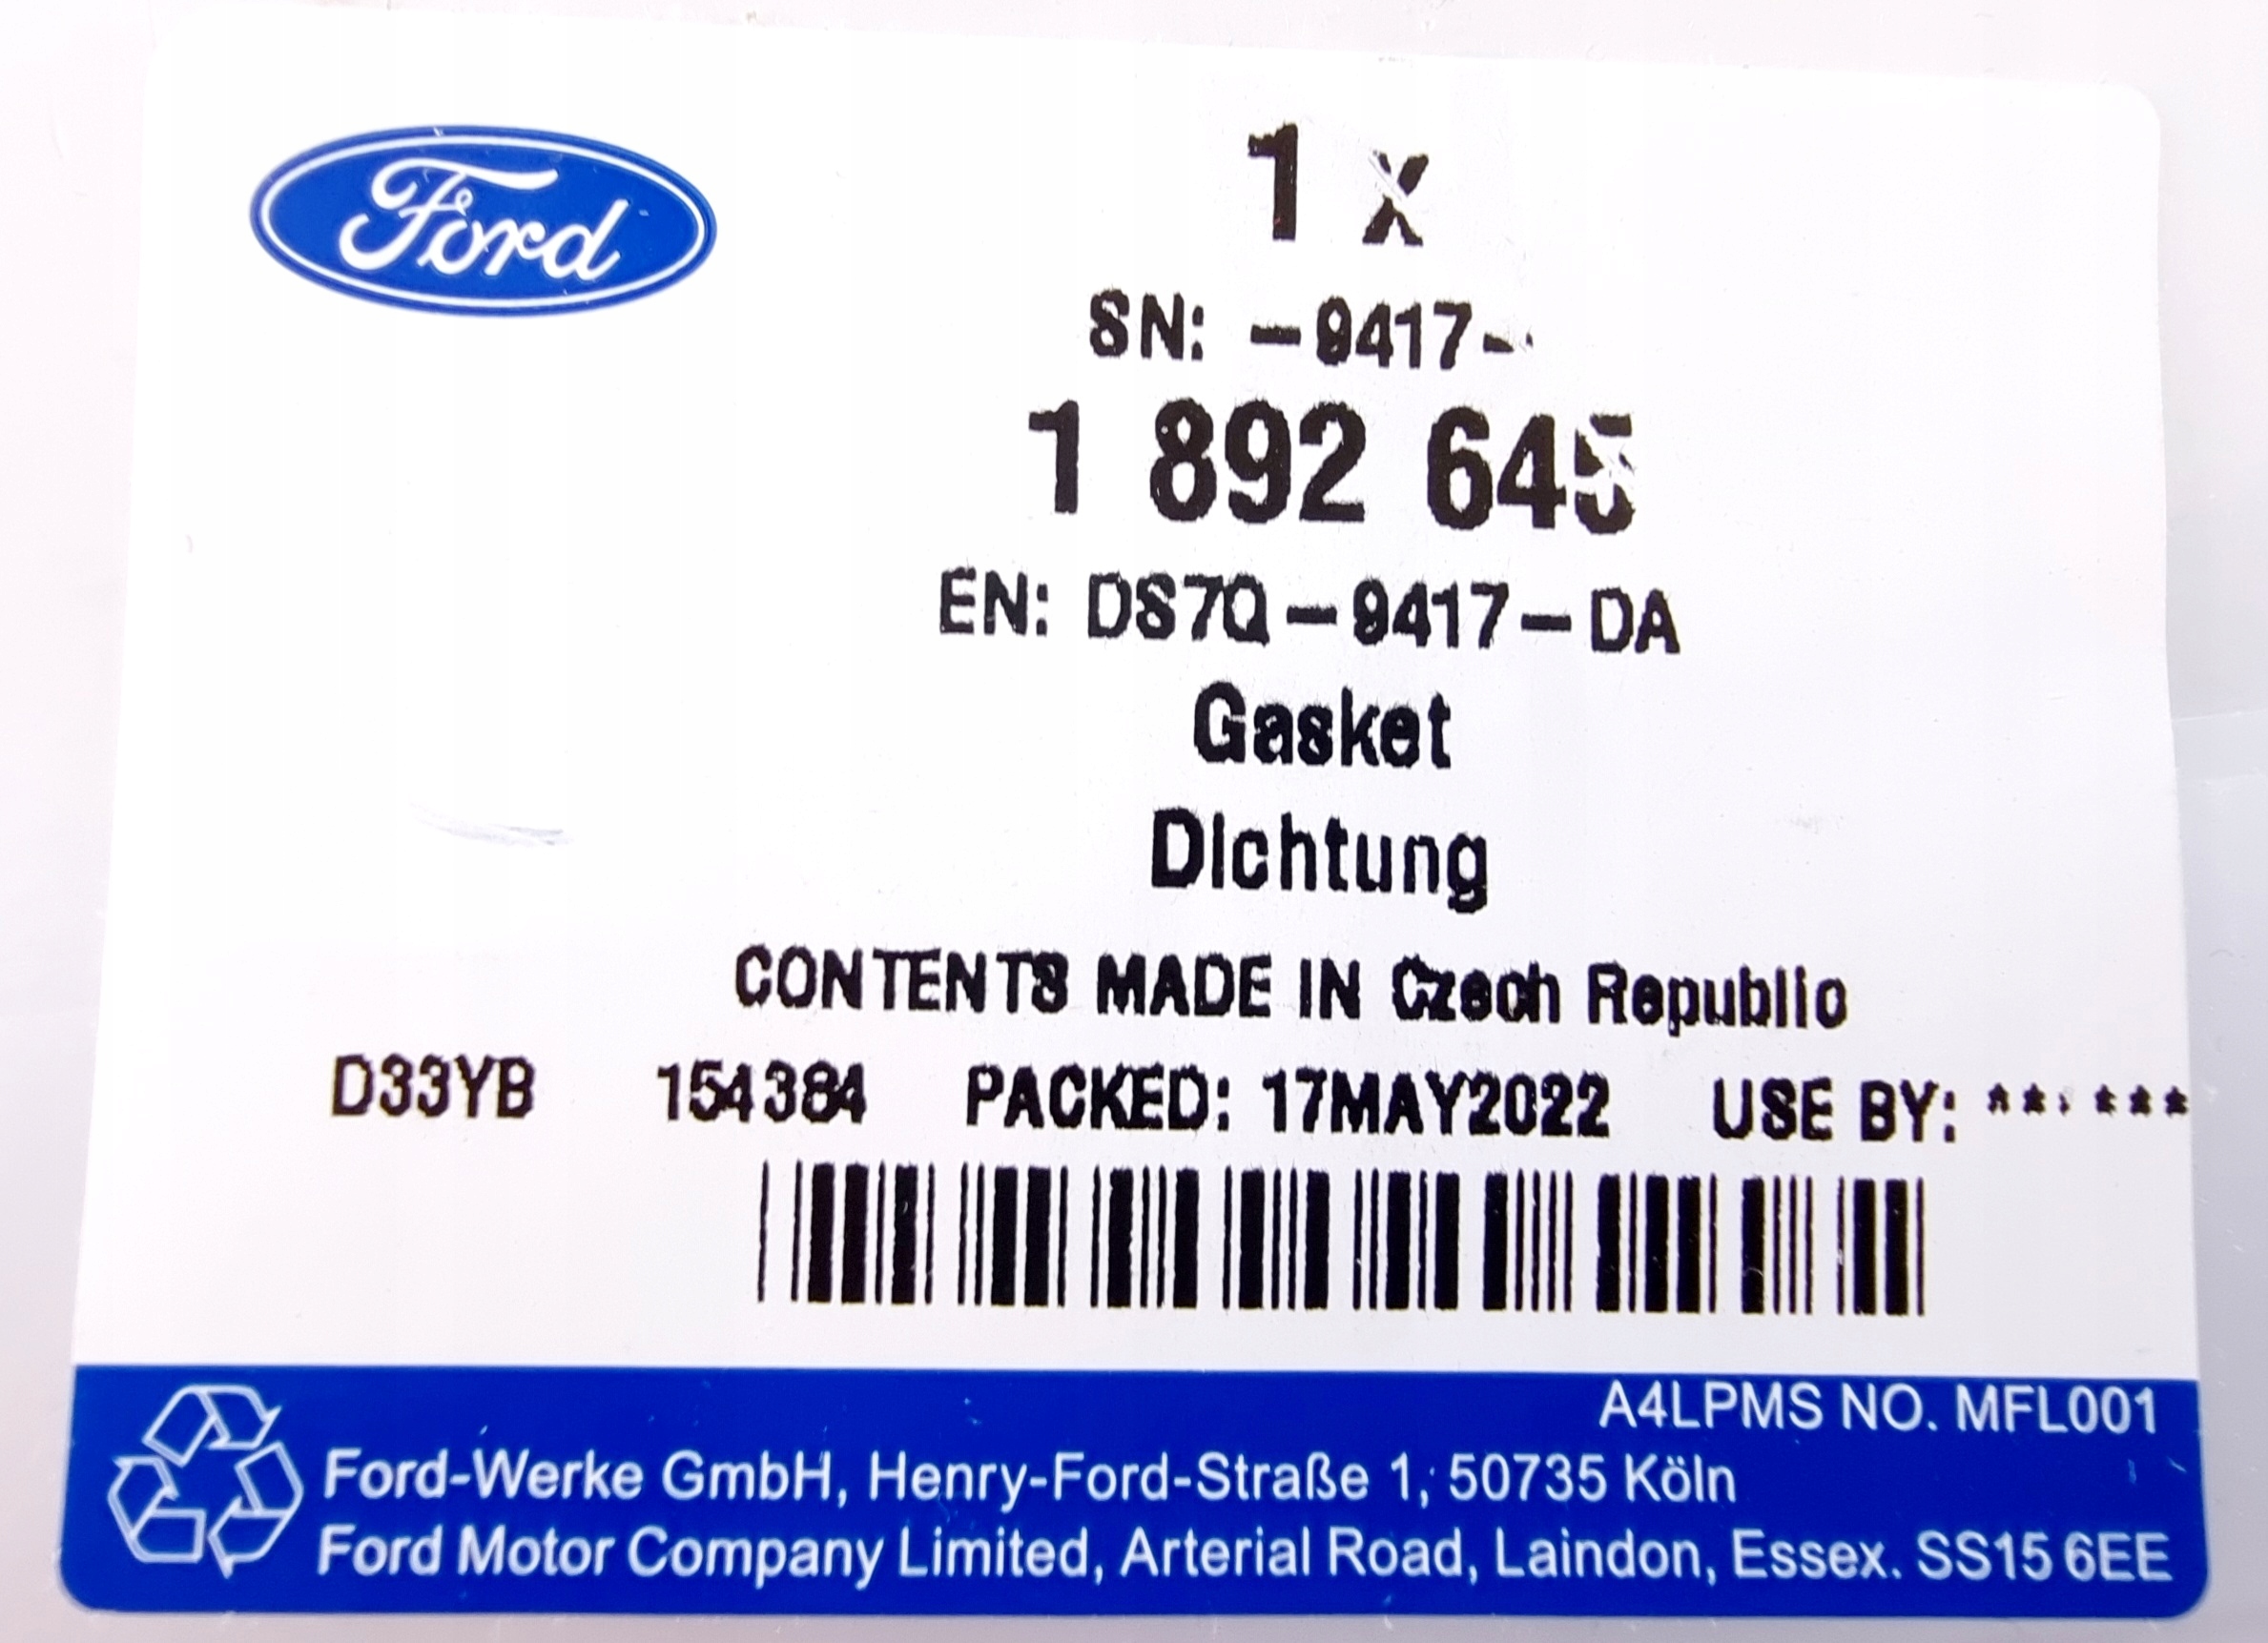 Ford
1 x
SN: -9417-
1 892 645
EN: DS7Q-9417-DA
Gasket
Dichtung
CONTENTS MADE IN Czech Republic
D33YB 154384 PACKED: 17MAY2022 USE BY: ******
A4LPMS NO. MFL001
Ford-Werke GmbH, Henry-Ford-Straße 1, 50735 Köln
Ford Motor Company Limited, Arterial Road, Laindon, Essex. SS15 6EE